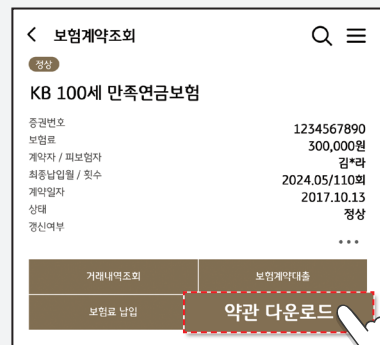 보험계약조회
정상
KB 100세 만족연금보험
증권번호 1234567890
보험료 300,000원
계약자 / 피보험자 김*라
최종납입월 / 횟수 2024.05/110회
계약일자 2017.10.13
상태 정상
갱신여부 •••
거래내역조회 보험계약대출
보험료 납입 약관 다운로드